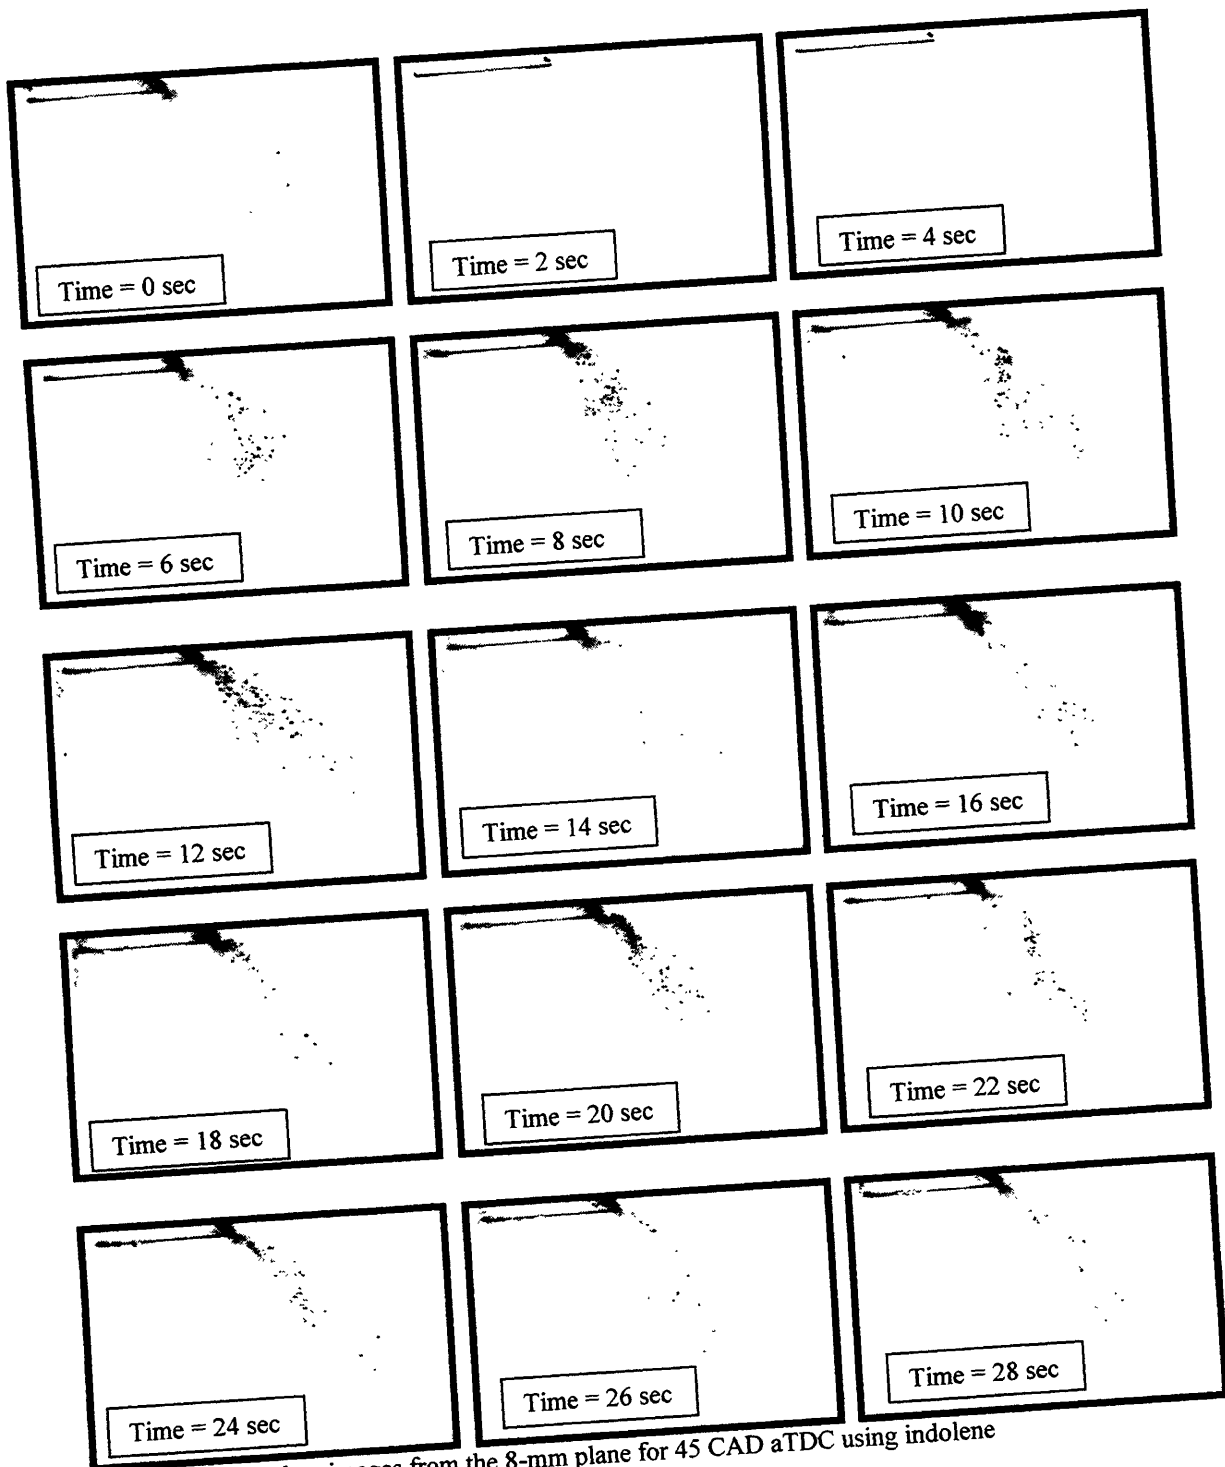 Time = 0 sec
Time = 2 sec
Time = 4 sec
Time = 6 sec
Time = 8 sec
Time = 10 sec
Time = 12 sec
Time = 14 sec
Time = 16 sec
Time = 18 sec
Time = 20 sec
Time = 22 sec
Time = 24 sec
Time = 26 sec
Time = 28 sec
from the 8-mm plane for 45 CAD aTDC using indolene